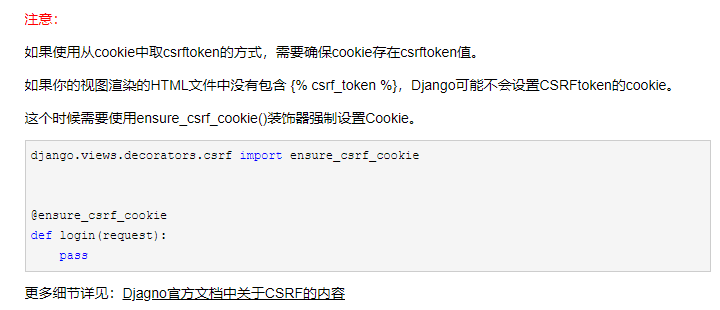 注意：
如果使用从cookie中取csrftoken的方式，需要确保cookie存在csrftoken值。
如果你的视图渲染的HTML文件中没有包含 {% csrf_token %}，Django可能不会设置CSRFtoken的cookie。
这个时候需要使用ensure_csrf_cookie()装饰器强制设置Cookie。
django.views.decorators.csrf import ensure_csrf_cookie
@ensure_csrf_cookie
def login(request):
    pass
更多细节详见：Djagno官方文档中关于CSRF的内容